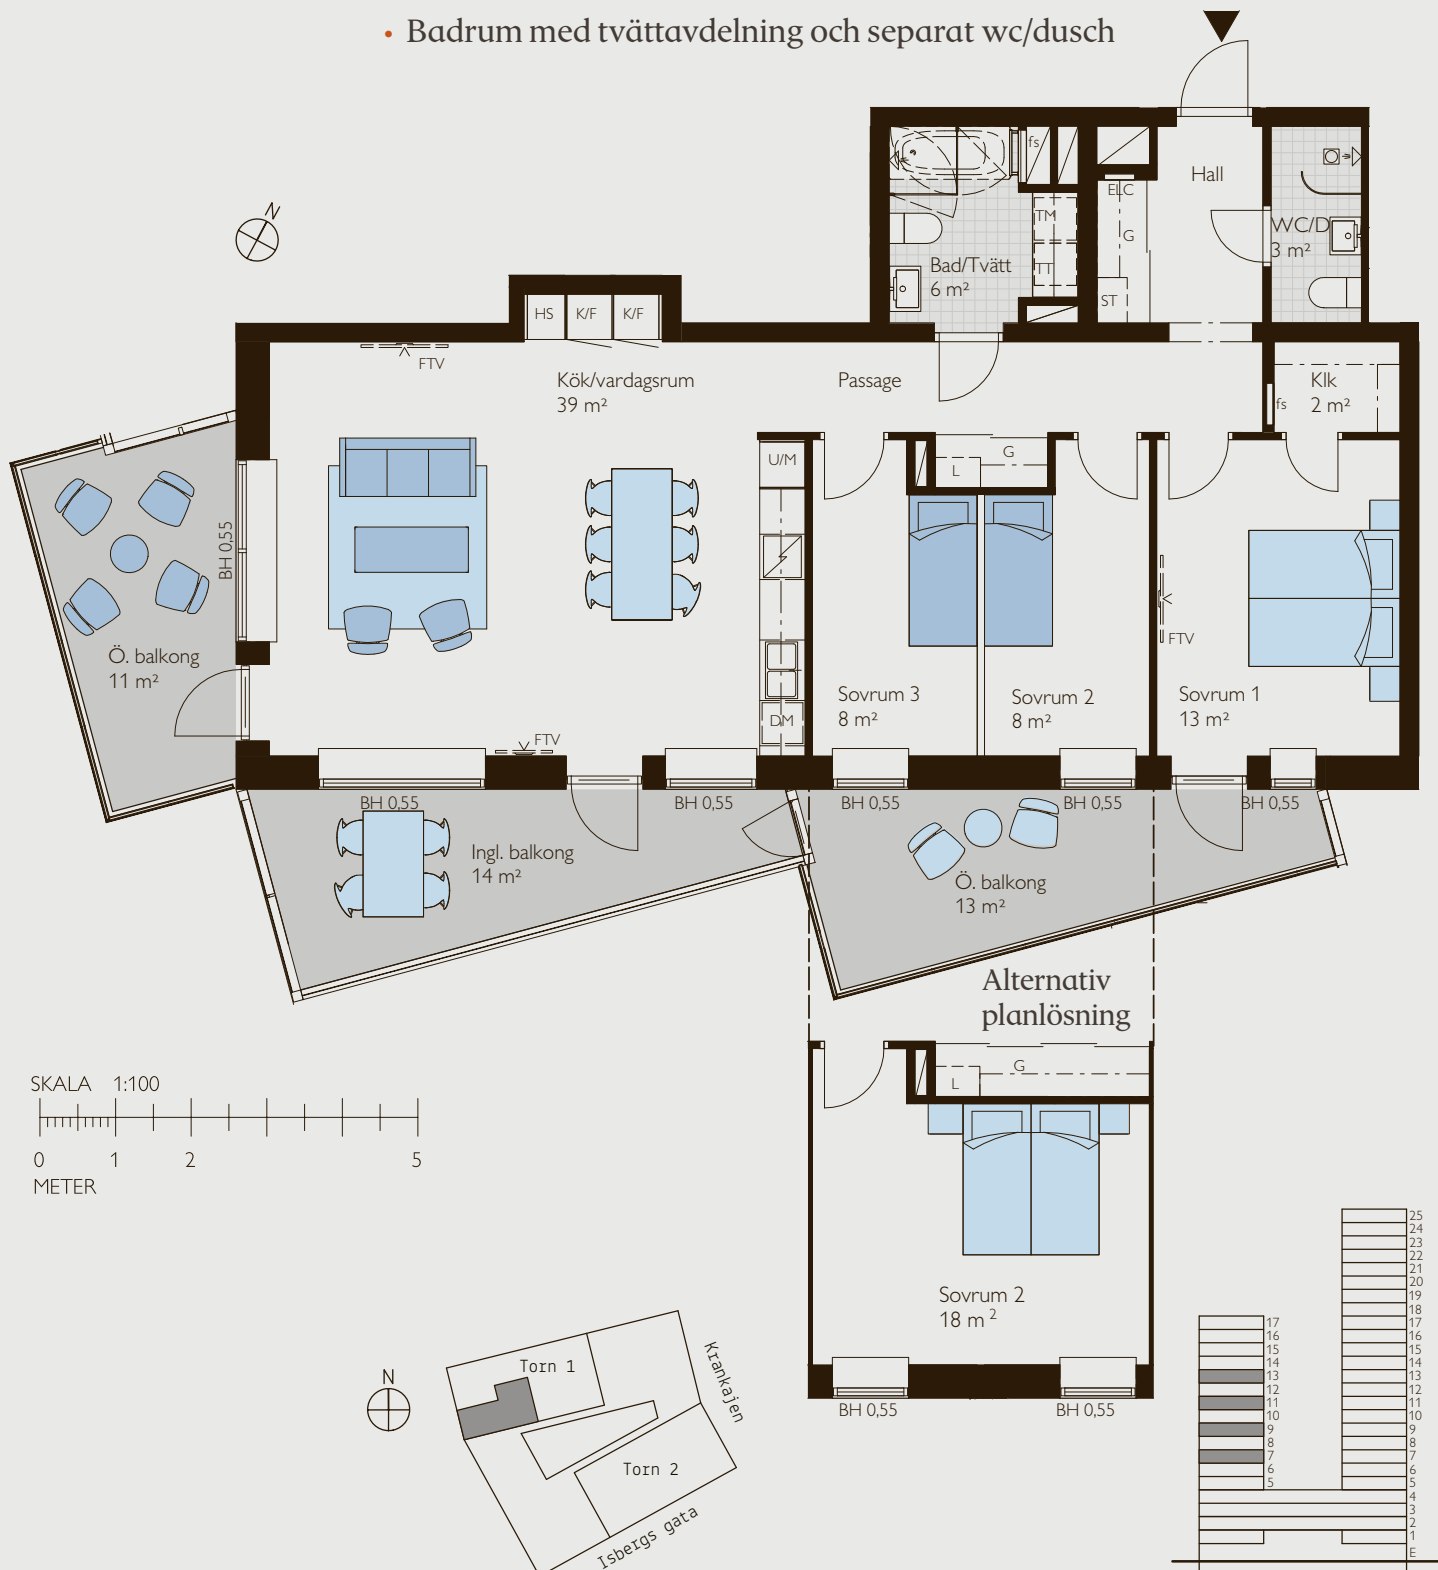 • Badrum med tvättavdelning och separat wc/dusch
N
fs
TM
TT
Bad/Tvätt
6 m²
ELC
G
ST
Hall
WC/D
3 m²
HS
K/F
K/F
FTV
Kök/vardagsrum
39 m²
Passage
Klk
2 m²
fs
U/M
L
G
BH 0,55
Ö. balkong
11 m²
FTV
DM
Sovrum 3
8 m²
Sovrum 2
8 m²
FTV
Sovrum 1
13 m²
BH 0,55
BH 0,55
BH 0,55
BH 0,55
BH 0,55
Ingl. balkong
14 m²
Ö. balkong
13 m²
Alternativ
planlösning
L
G
Sovrum 2
18 m²
BH 0,55
BH 0,55
SKALA 1:100
0 1 2 5
METER
N
Torn 1
Torn 2
Krankajen
Isbergs gata
17
16
15
14
13
12
11
10
9
8
7
6
5
25
24
23
22
21
20
19
18
17
16
15
14
13
12
11
10
9
8
7
6
5
4
3
2
1
E